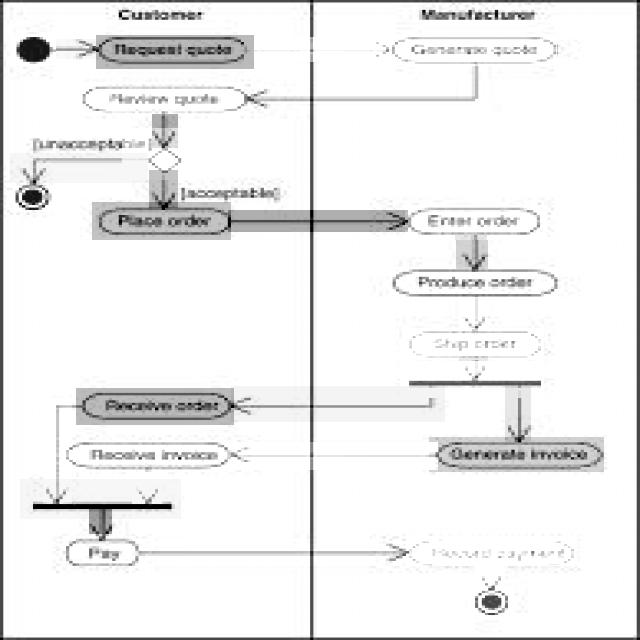 Customer
Manufacturer
Request quote
Generate quote
Review quote
[unacceptable]
[acceptable]
Place order
Enter order
Produce order
Ship order
Receive order
Receive invoice
Generate invoice
Pay
Record payment